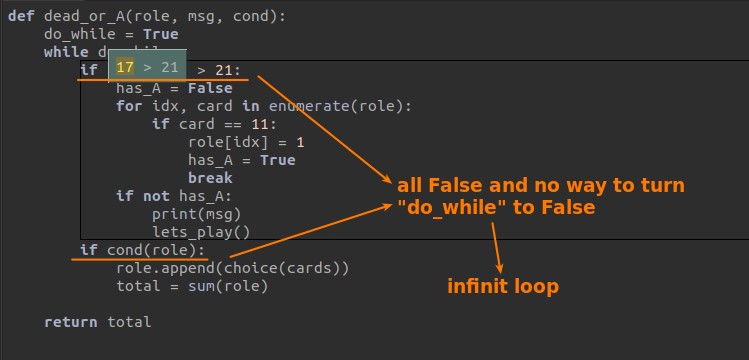 def dead_or_A(role, msg, cond):
do_while = True
while
if 17 > 21 > 21:
has_A = False
for idx, card in enumerate(role):
if card == 11:
role[idx] = 1
has_A = True
break
if not has_A:
print(msg)
lets_play()
if cond(role):
role.append(choice(cards))
total = sum(role)
return total
all False and no way to turn
"do_while" to False
infinit loop